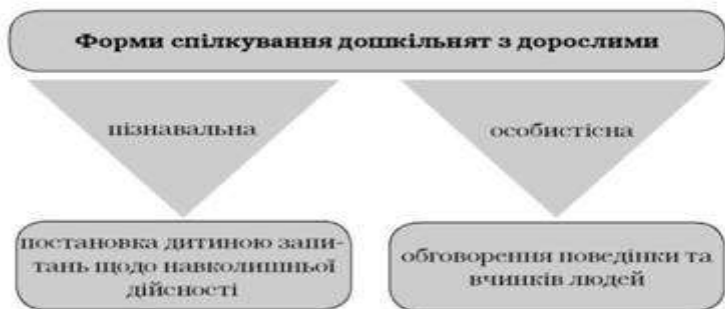 Форми спілкування дошкільнят з дорослими
пізнавальна
особистісна
постановка дитиною запи-
тань щодо навколишньої
дійсності
обговорення поведінки та
вчинків людей